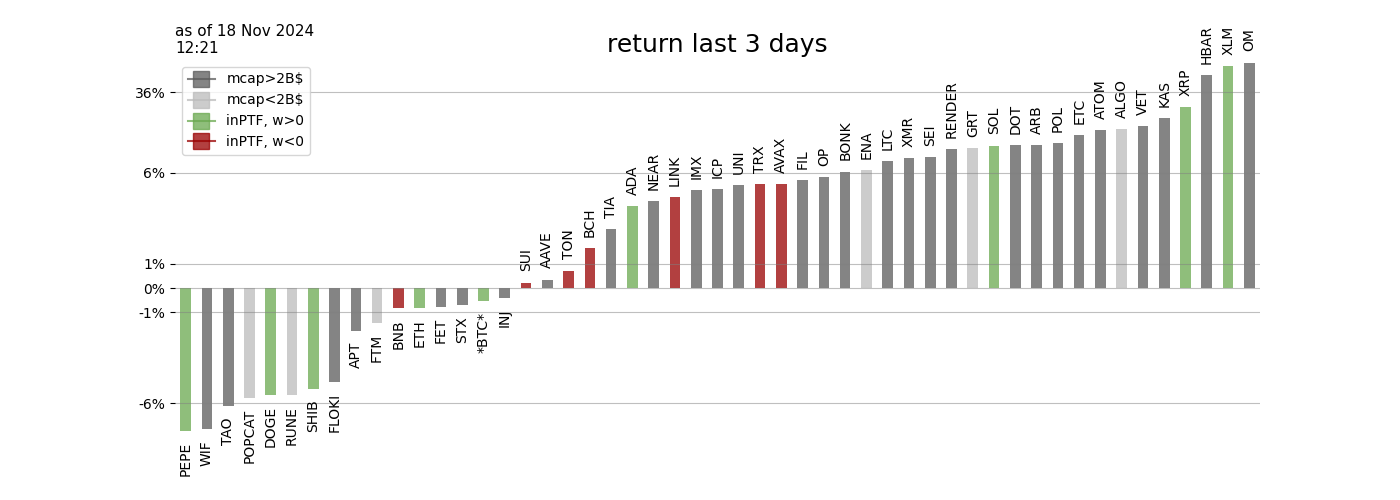 as of 18 Nov 2024
12:21
return last 3 days
mcap>2B$
mcap<2B$
inPTF, w>0
inPTF, w<0
36%
6%
1%
0%
-1%
-6%
PEPE
WIF
TAO
POPCAT
DOGE
RUNE
SHIB
FLOKI
APT
FTM
BNB
ETH
FET
STX
*BTC*
INJ
SUI
AAVE
TON
BCH
TIA
ADA
NEAR
LINK
IMX
ICP
UNI
TRX
AVAX
FIL
OP
BONK
ENA
LTC
XMR
SEI
RENDER
GRT
SOL
DOT
ARB
POL
ETC
ATOM
ALGO
VET
KAS
XRP
HBAR
XLM
OM